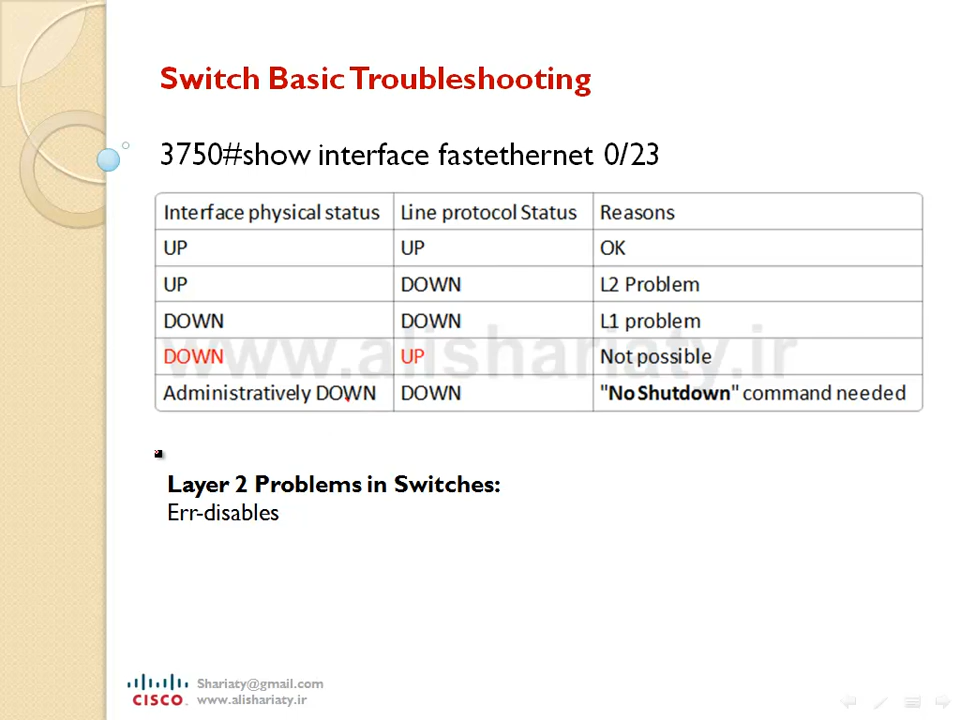 Switch Basic Troubleshooting
3750#show interface fastethernet 0/23
Interface physical status Line protocol Status Reasons
UP UP OK
UP DOWN L2 Problem
DOWN DOWN L1 problem
DOWN UP Not possible
Administratively DOWN DOWN "No Shutdown" command needed
www.alishariaty.ir
Layer 2 Problems in Switches:
Err-disables
Shariaty@gmail.com
CISCO. www.alishariaty.ir